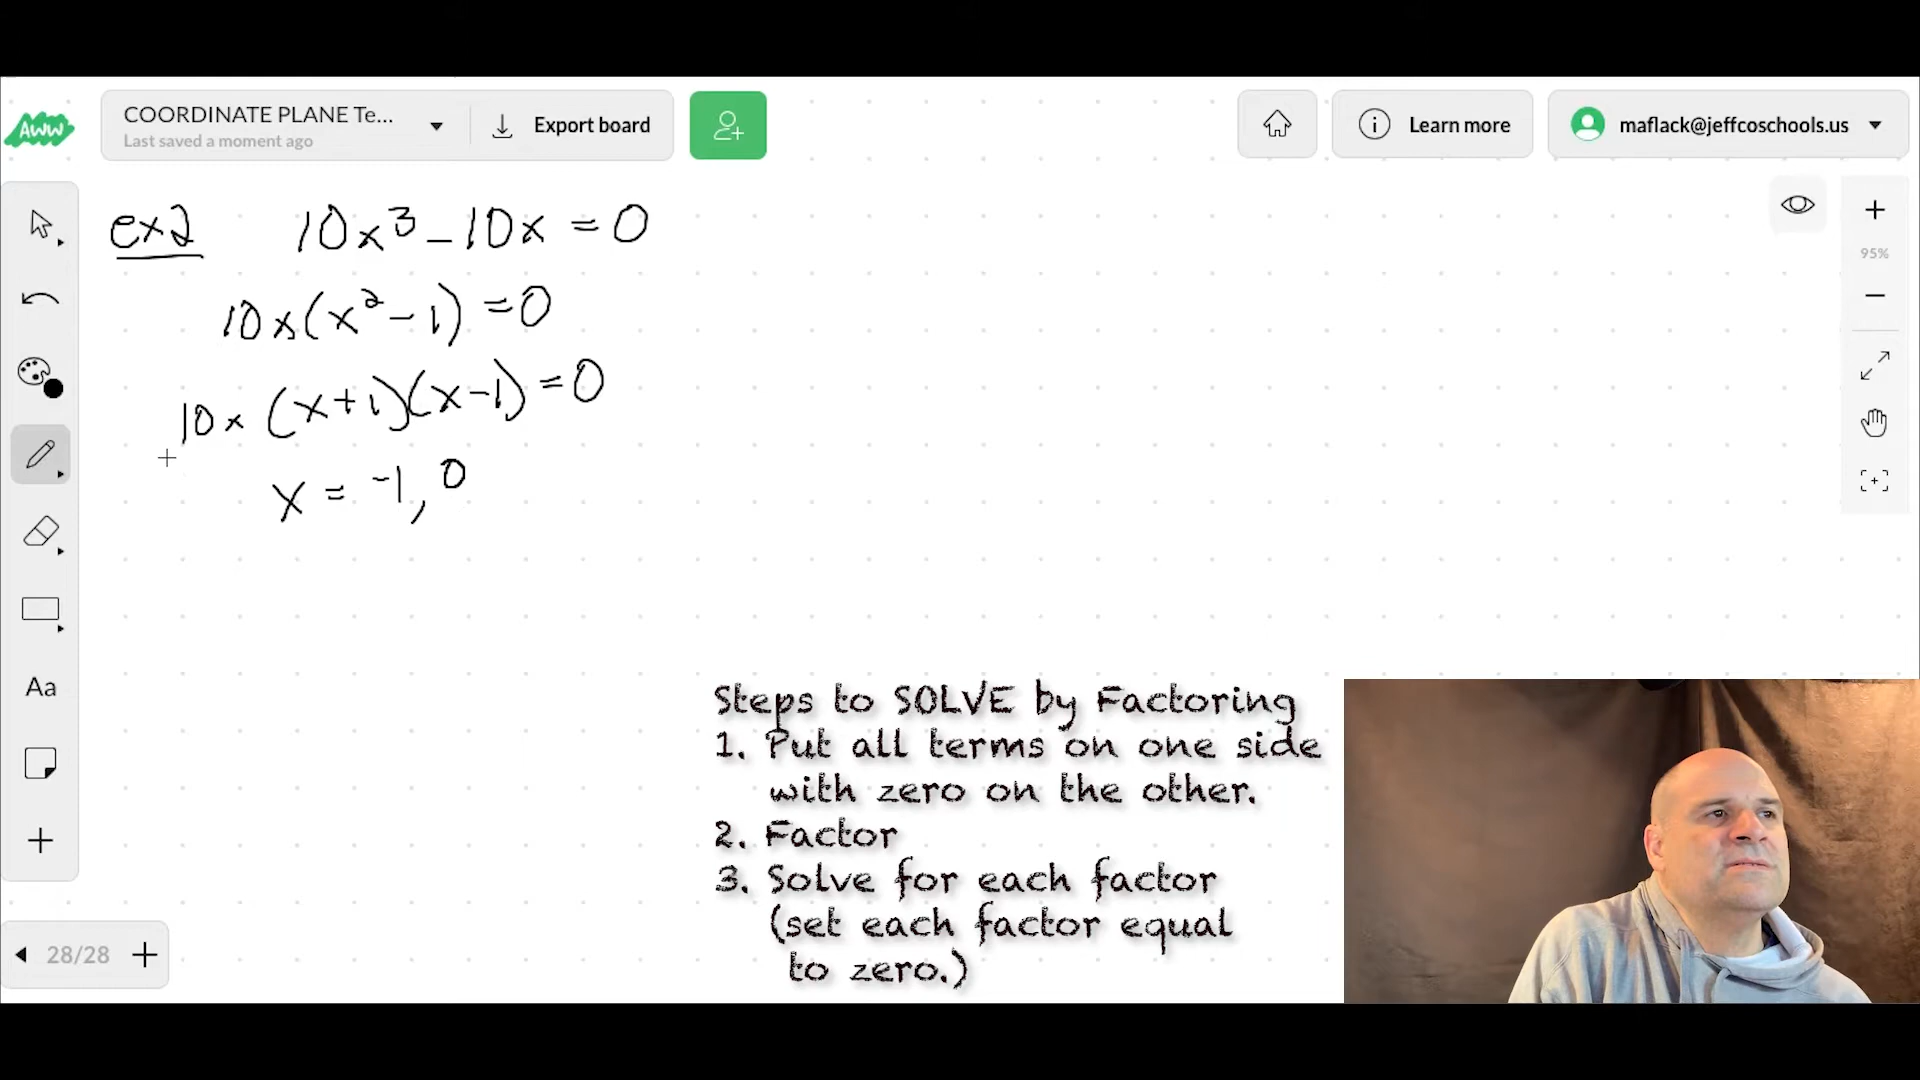 AWW
COORDINATE PLANE Te...
Last saved a moment ago
Export board
Learn more
maflack@jeffcoschools.us
95%
ex2 10x³ - 10x = 0
10x(x² - 1) = 0
10x (x+1)(x-1) = 0
x = -1, 0
Aa
28/28
Steps to SOLVE by Factoring
1. Put all terms on one side
with zero on the other.
2. Factor
3. Solve for each factor
(set each factor equal
to zero.)